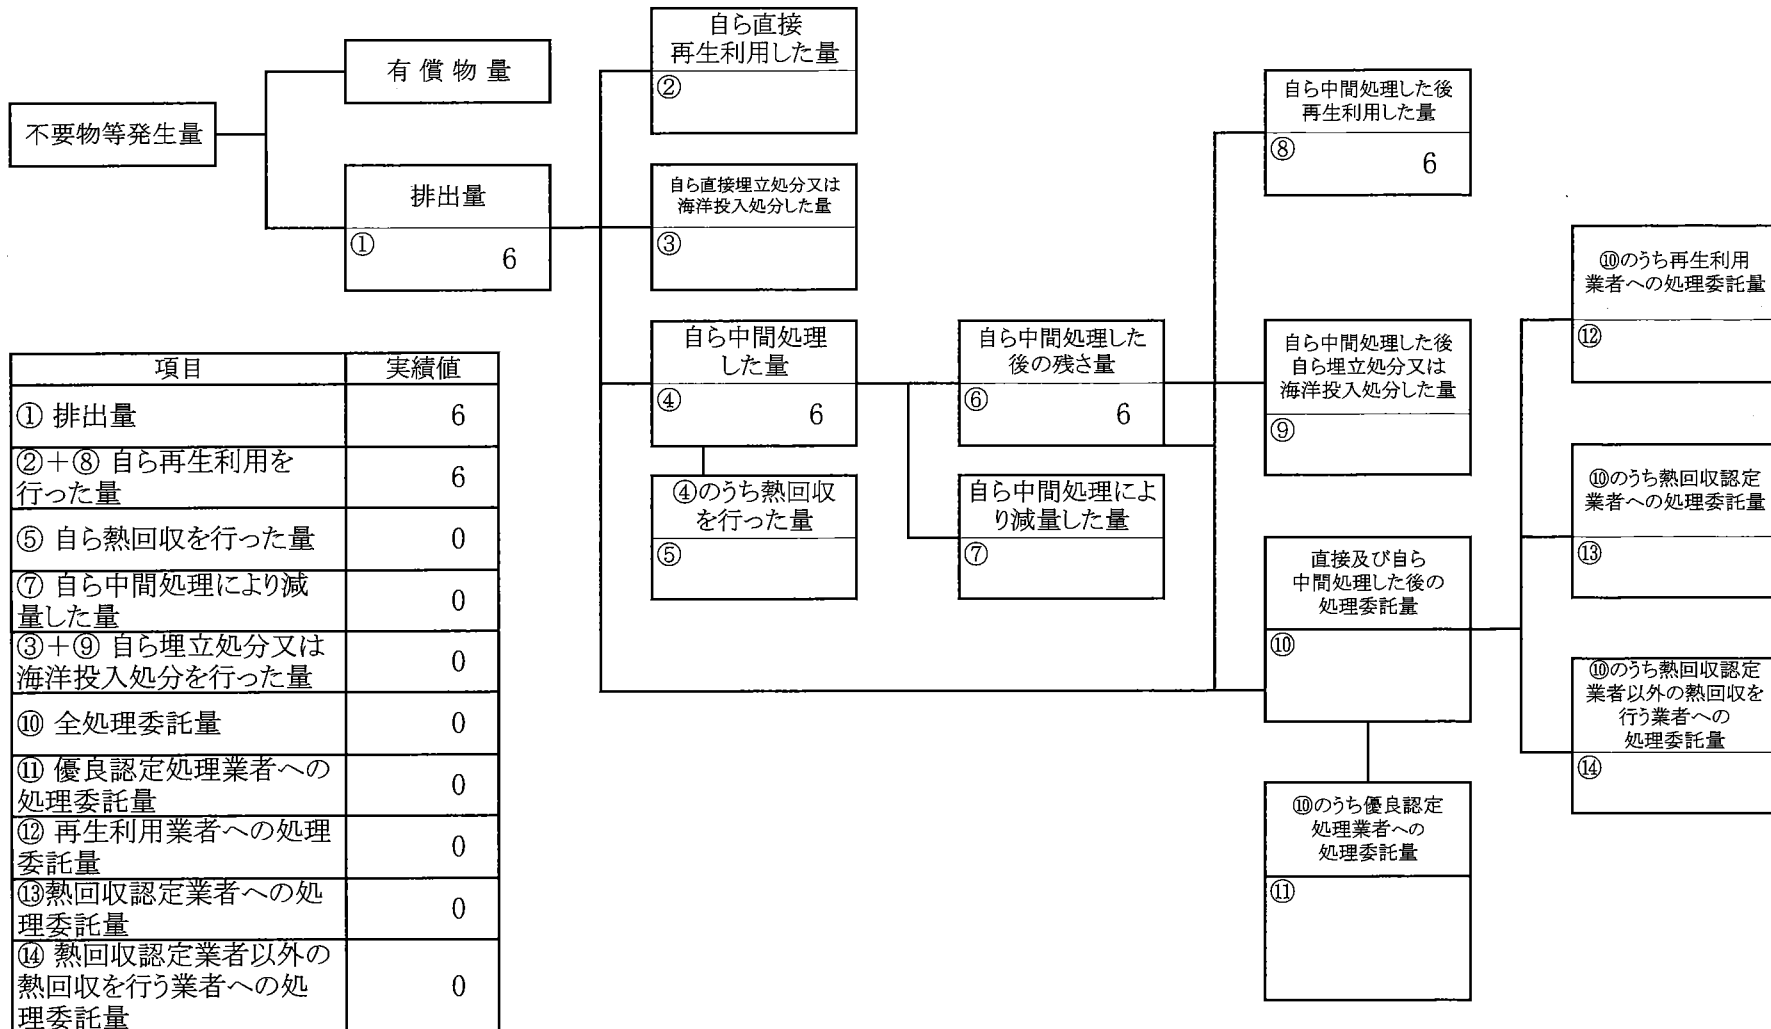 不要物等発生量
有償物量
排出量
①
6
自ら直接
再生利用した量
②
自ら直接埋立処分又は
海洋投入処分した量
③
自ら中間処理
した量
④
6
④のうち熱回収
を行った量
⑤
自ら中間処理した
後の残さ量
⑥
6
自ら中間処理によ
り減量した量
⑦
自ら中間処理した後
再生利用した量
⑧
6
自ら中間処理した後
自ら埋立処分又は
海洋投入処分した量
⑨
直接及び自ら
中間処理した後の
処理委託量
⑩
⑩のうち優良認定
処理業者への
処理委託量
⑪
⑩のうち再生利用
業者への処理委託量
⑫
⑩のうち熱回収認定
業者への処理委託量
⑬
⑩のうち熱回収認定
業者以外の熱回収を
行う業者への
処理委託量
⑭
項目 実績値
① 排出量 6
②+⑧ 自ら再生利用を
行った量 6
⑤ 自ら熱回収を行った量 0
⑦ 自ら中間処理により減
量した量 0
③+⑨ 自ら埋立処分又は
海洋投入処分を行った量 0
⑩ 全処理委託量 0
⑪ 優良認定処理業者への
処理委託量 0
⑫ 再生利用業者への処理
委託量 0
⑬熱回収認定業者への処
理委託量 0
⑭ 熱回収認定業者以外の
熱回収を行う業者への処
理委託量 0